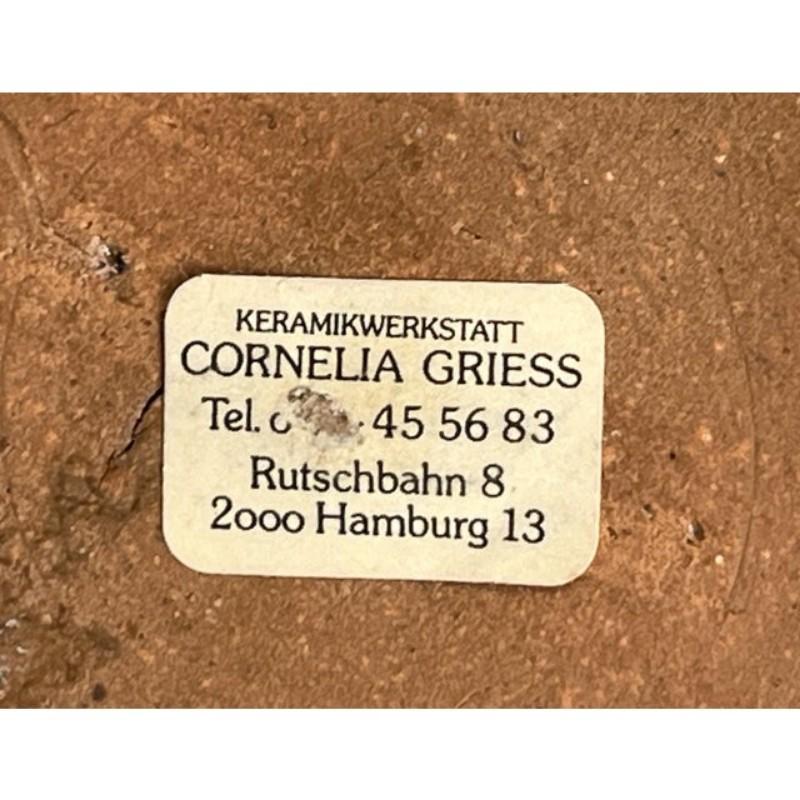 KERAMIKWERKSTATT
CORNELIA GRIESS
Tel. 45 56 83
Rutschbahn 8
2000 Hamburg 13